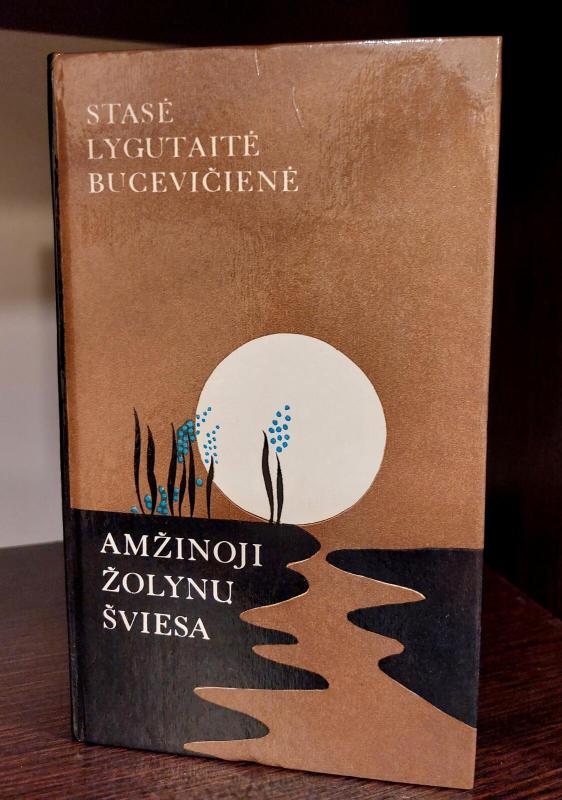 STASĖ
LYGUTAITĖ
BUCEVIČIENĖ
AMŽINOJI
ŽOLYNŲ
ŠVIESA